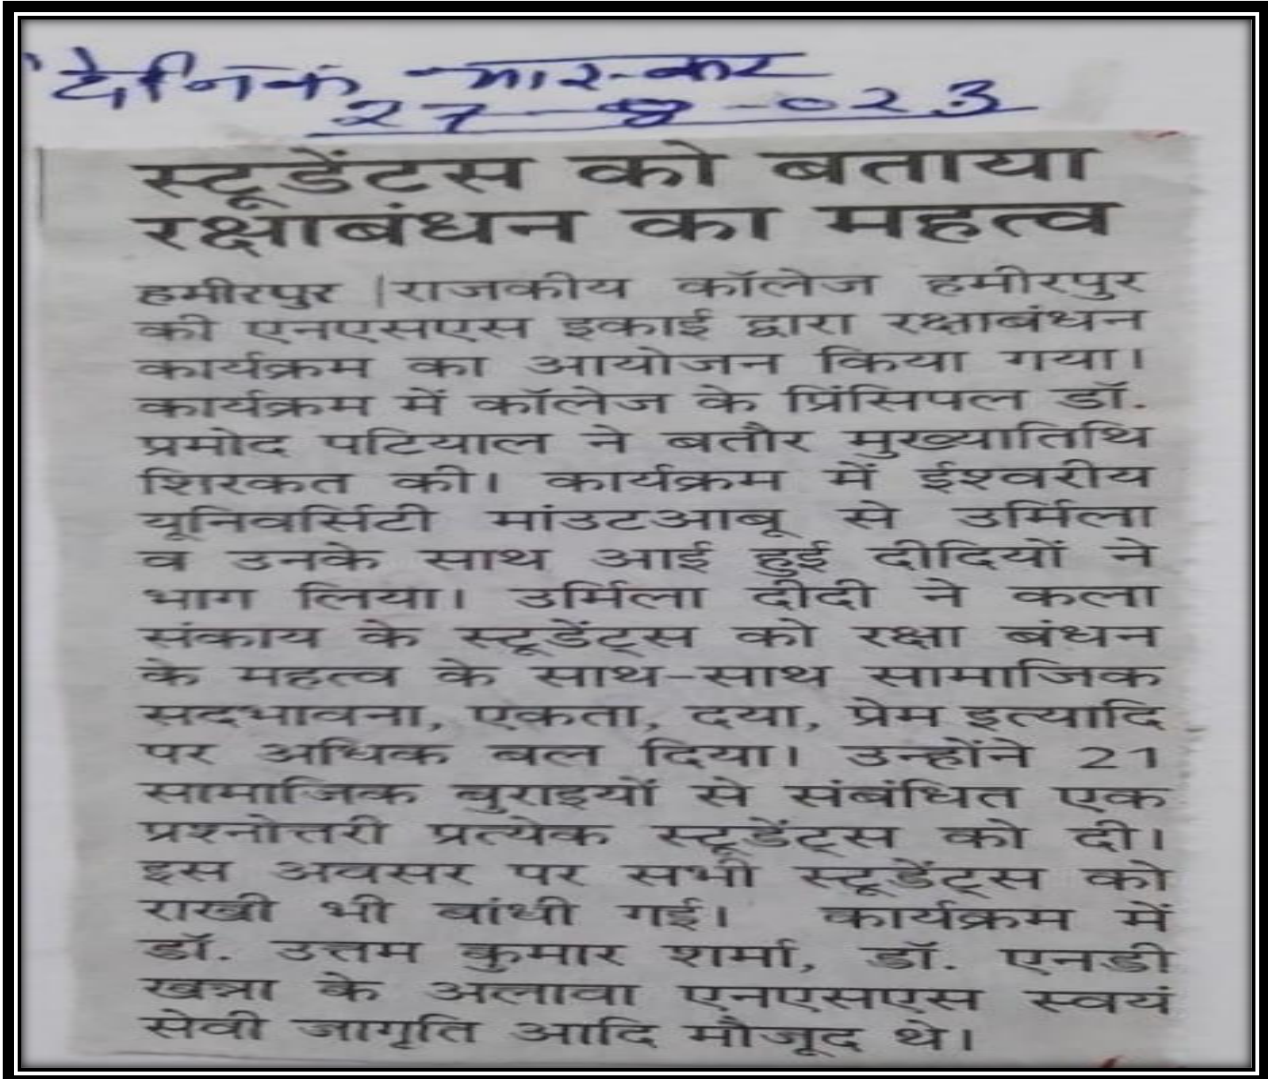 दैनिक भास्कर
27-8-023
स्टूडेंटस को बताया
रक्षाबंधन का महत्व
हमीरपुर |राजकीय कॉलेज हमीरपुर
की एनएसएस इकाई द्वारा रक्षाबंधन
कार्यक्रम का आयोजन किया गया।
कार्यक्रम में कॉलेज के प्रिंसिपल डॉ.
प्रमोद पटियाल ने बतौर मुख्यातिथि
शिरकत की। कार्यक्रम में ईश्वरीय
यूनिवर्सिटी मांउटआबू से उर्मिला
व उनके साथ आई हुई दीदियों ने
भाग लिया। उर्मिला दीदी ने कला
संकाय के स्टूडेंट्स को रक्षा बंधन
के महत्व के साथ-साथ सामाजिक
सदभावना, एकता, दया, प्रेम इत्यादि
पर अधिक बल दिया। उन्होंने 21
सामाजिक बुराइयों से संबंधित एक
प्रश्नोत्तरी प्रत्येक स्टूडेंट्स को दी।
इस अवसर पर सभी स्टूडेंट्स को
राखी भी बांधी गई। कार्यक्रम में
डॉ. उत्तम कुमार शर्मा, डॉ. एनडी
खन्ना के अलावा एनएसएस स्वयं
सेवी जागृति आदि मौजूद थे।